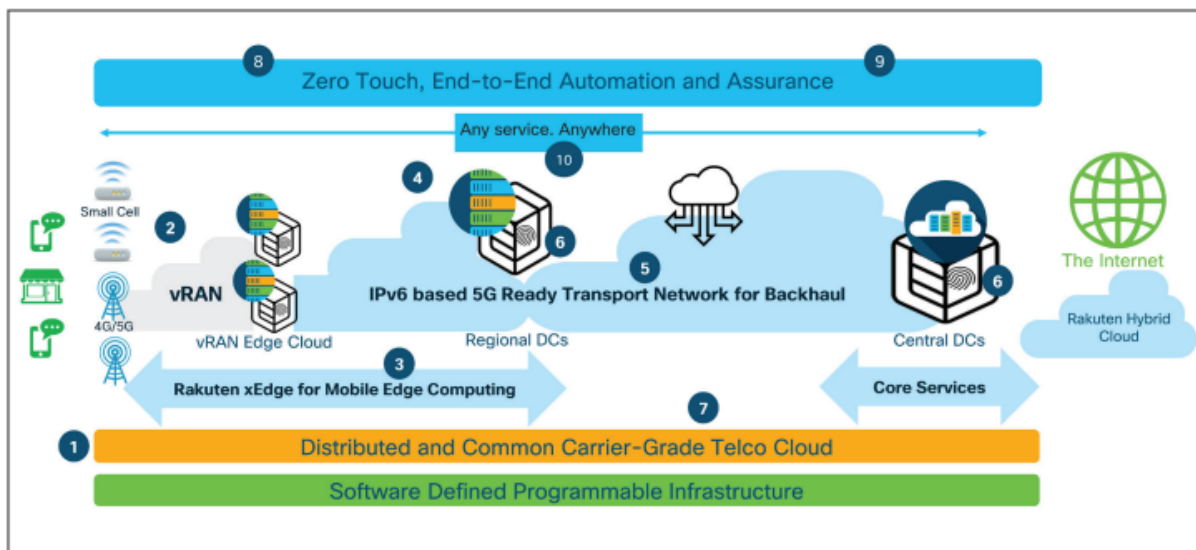 8
9
Zero Touch, End-to-End Automation and Assurance
Any service. Anywhere
10
4
Small Cell
2
6
5
6
The Internet
vRAN
IPv6 based 5G Ready Transport Network for Backhaul
4G/5G
Rakuten Hybrid
Cloud
vRAN Edge Cloud
Regional DCs
Central DCs
3
Rakuten xEdge for Mobile Edge Computing
Core Services
7
1
Distributed and Common Carrier-Grade Telco Cloud
Software Defined Programmable Infrastructure